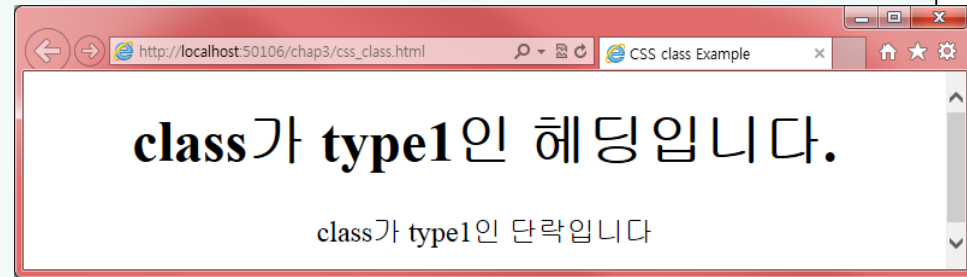 http://localhost:50106/chap3/css_class.html
CSS class Example
class가 type1인 헤딩입니다.
class가 type1인 단락입니다